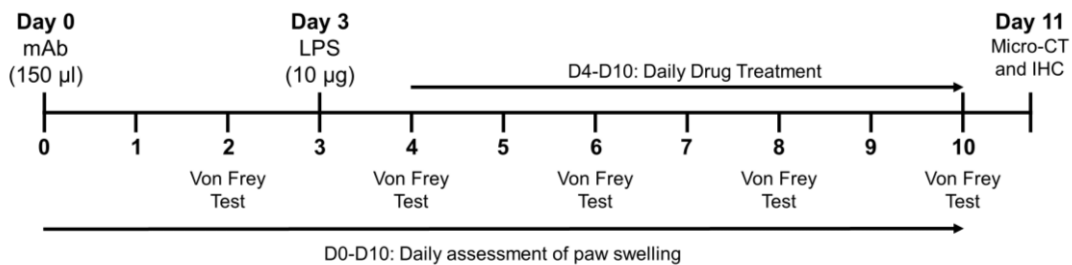 Day 0
mAb
(150 µl)
Day 3
LPS
(10 µg)
D4-D10: Daily Drug Treatment
Day 11
Micro-CT
and IHC
0 1 2 3 4 5 6 7 8 9 10
Von Frey
Test
Von Frey
Test
Von Frey
Test
Von Frey
Test
Von Frey
Test
D0-D10: Daily assessment of paw swelling